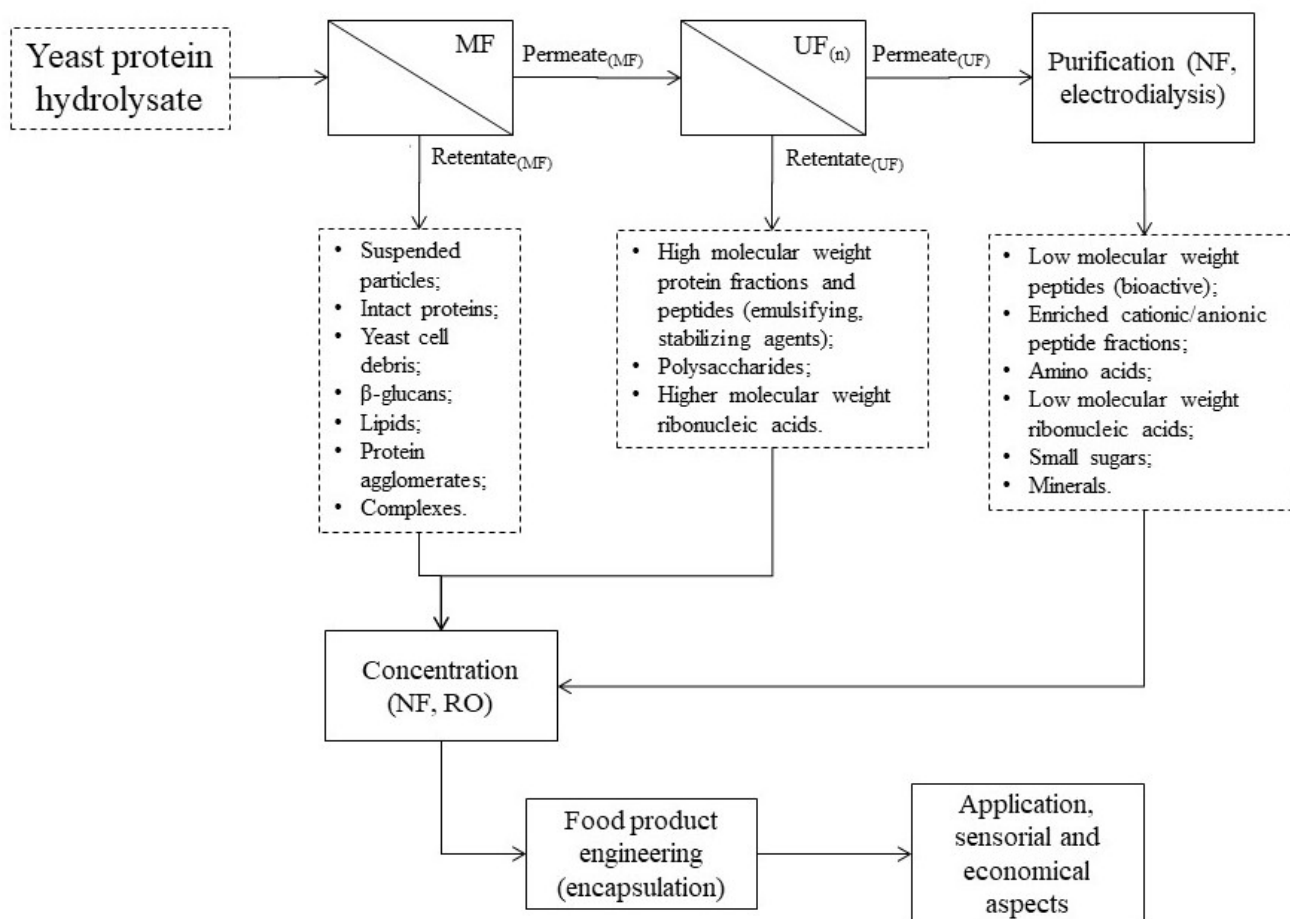 Yeast protein
hydrolysate
MF
Permeate(MF)
UF(n)
Permeate(UF)
Purification (NF,
electrodialysis)
Retentate(MF)
Retentate(UF)
• Suspended
particles;
• Intact proteins;
• Yeast cell
debris;
• β-glucans;
• Lipids;
• Protein
agglomerates;
• Complexes.
• High molecular weight
protein fractions and
peptides (emulsifying,
stabilizing agents);
• Polysaccharides;
• Higher molecular weight
ribonucleic acids.
• Low molecular weight
peptides (bioactive);
• Enriched cationic/anionic
peptide fractions;
• Amino acids;
• Low molecular weight
ribonucleic acids;
• Small sugars;
• Minerals.
Concentration
(NF, RO)
Food product
engineering
(encapsulation)
Application,
sensorial and
economical
aspects